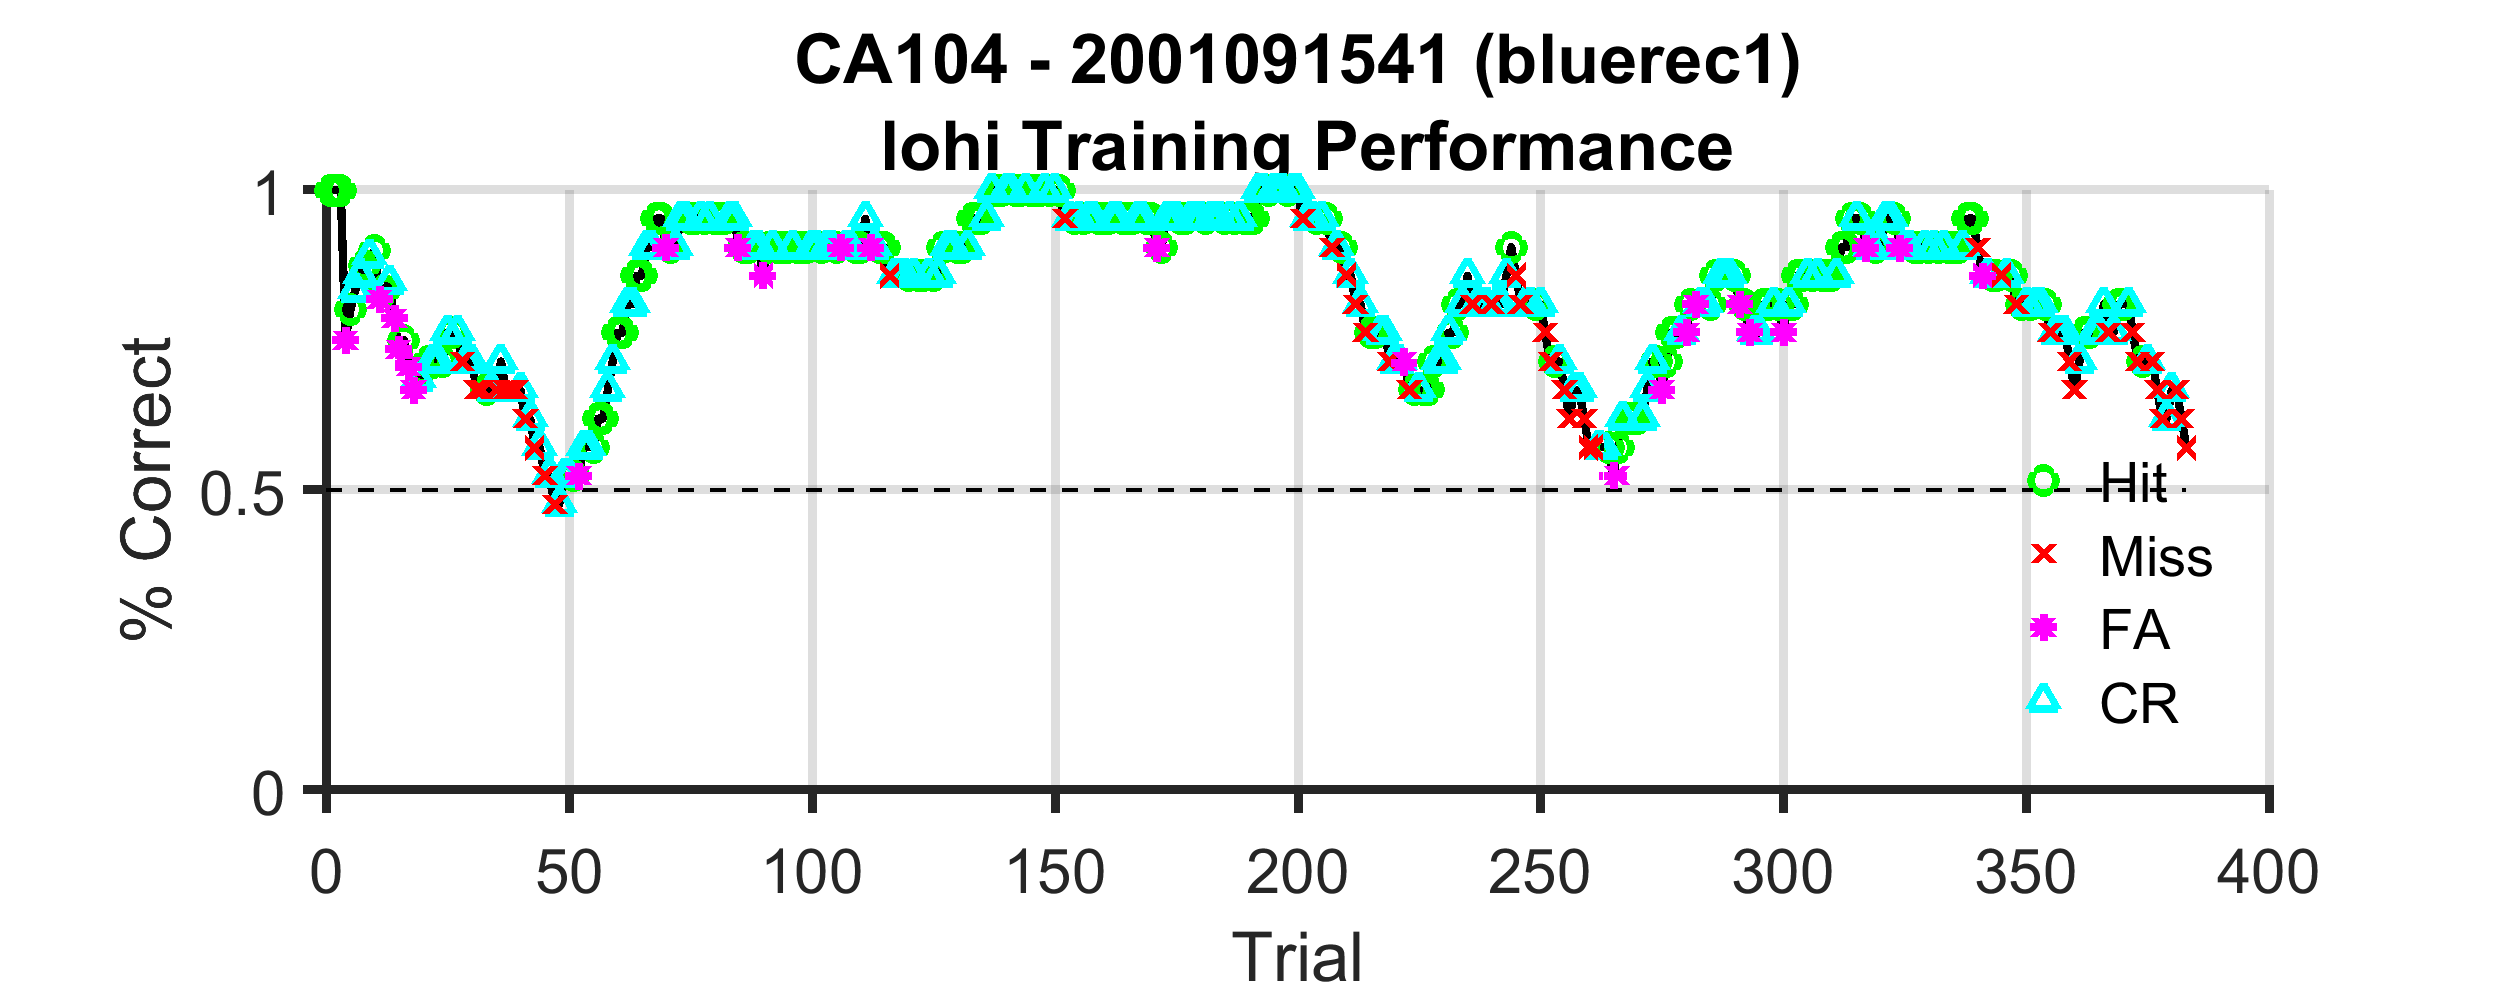 CA104 - 2001091541 (bluerec1)
lohi Training Performance
% Correct
1
0.5
0
0 50 100 150 200 250 300 350 400
Trial
Hit
Miss
FA
CR